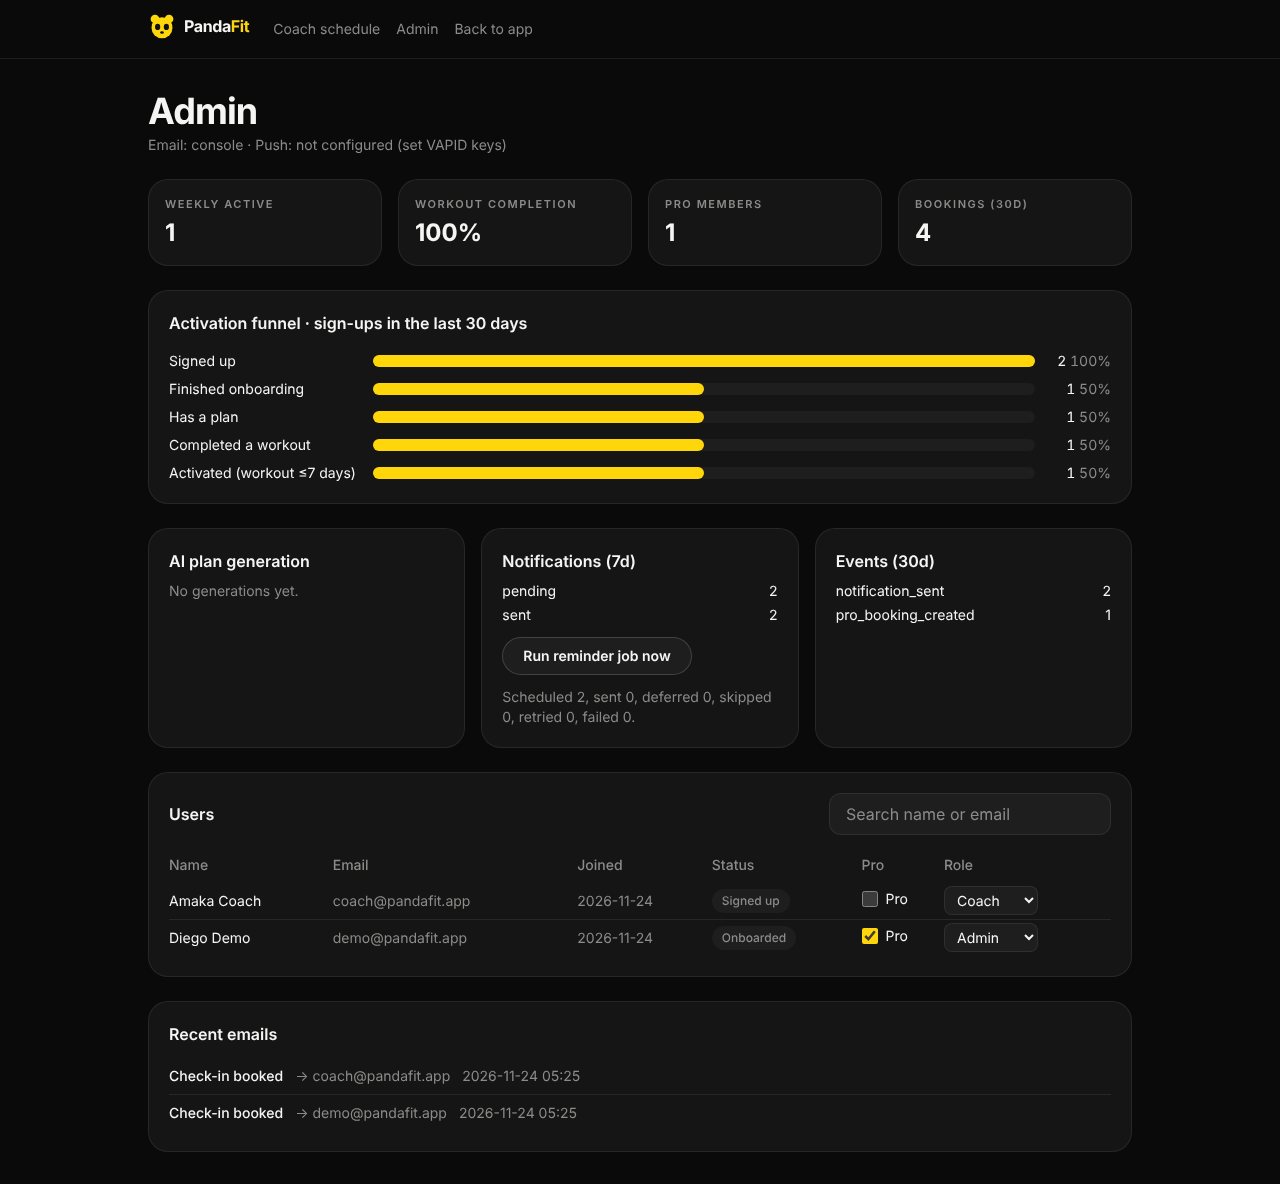 PandaFit Coach schedule Admin Back to app
Admin
Email: console · Push: not configured (set VAPID keys)
WEEKLY ACTIVE WORKOUT COMPLETION PRO MEMBERS BOOKINGS (30D)
1 100% 1 4
Activation funnel · sign-ups in the last 30 days
Signed up 2 100%
Finished onboarding 1 50%
Has a plan 1 50%
Completed a workout 1 50%
Activated (workout ≤7 days) 1 50%
AI plan generation
No generations yet.
Notifications (7d)
pending 2
sent 2
Run reminder job now
Scheduled 2, sent 0, deferred 0, skipped
0, retried 0, failed 0.
Events (30d)
notification_sent 2
pro_booking_created 1
Users Search name or email
Name Email Joined Status Pro Role
Amaka Coach coach@pandafit.app 2026-11-24 Signed up Pro Coach
Diego Demo demo@pandafit.app 2026-11-24 Onboarded Pro Admin
Recent emails
Check-in booked → coach@pandafit.app 2026-11-24 05:25
Check-in booked → demo@pandafit.app 2026-11-24 05:25